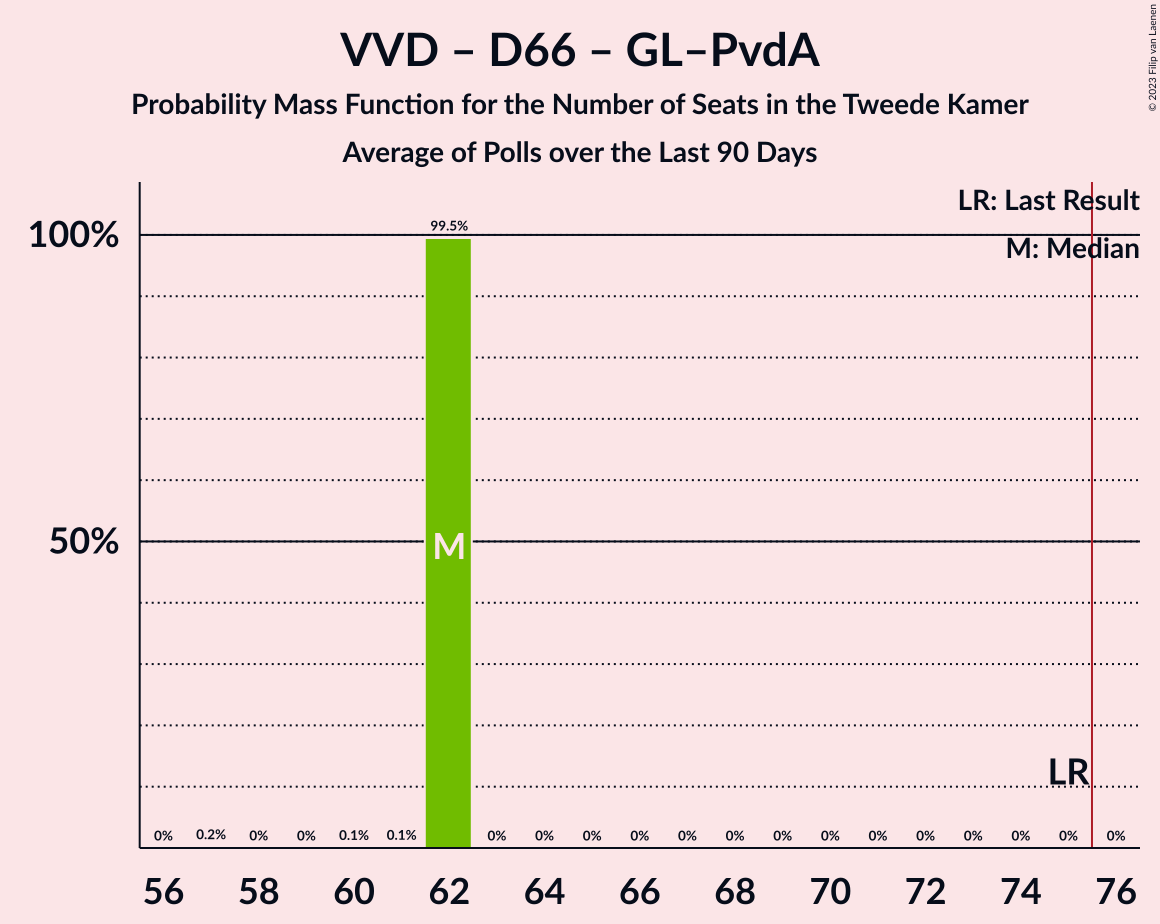 VVD – D66 – GL–PvdA
Probability Mass Function for the Number of Seats in the Tweede Kamer
Average of Polls over the Last 90 Days
© 2023 Filip van Laenen
LR: Last Result
M: Median
100%
50%
99.5%
M
LR
0% 0.2% 0% 0% 0.1% 0.1% 0% 0% 0% 0% 0% 0% 0% 0% 0% 0% 0% 0% 0% 0%
56 58 60 62 64 66 68 70 72 74 76